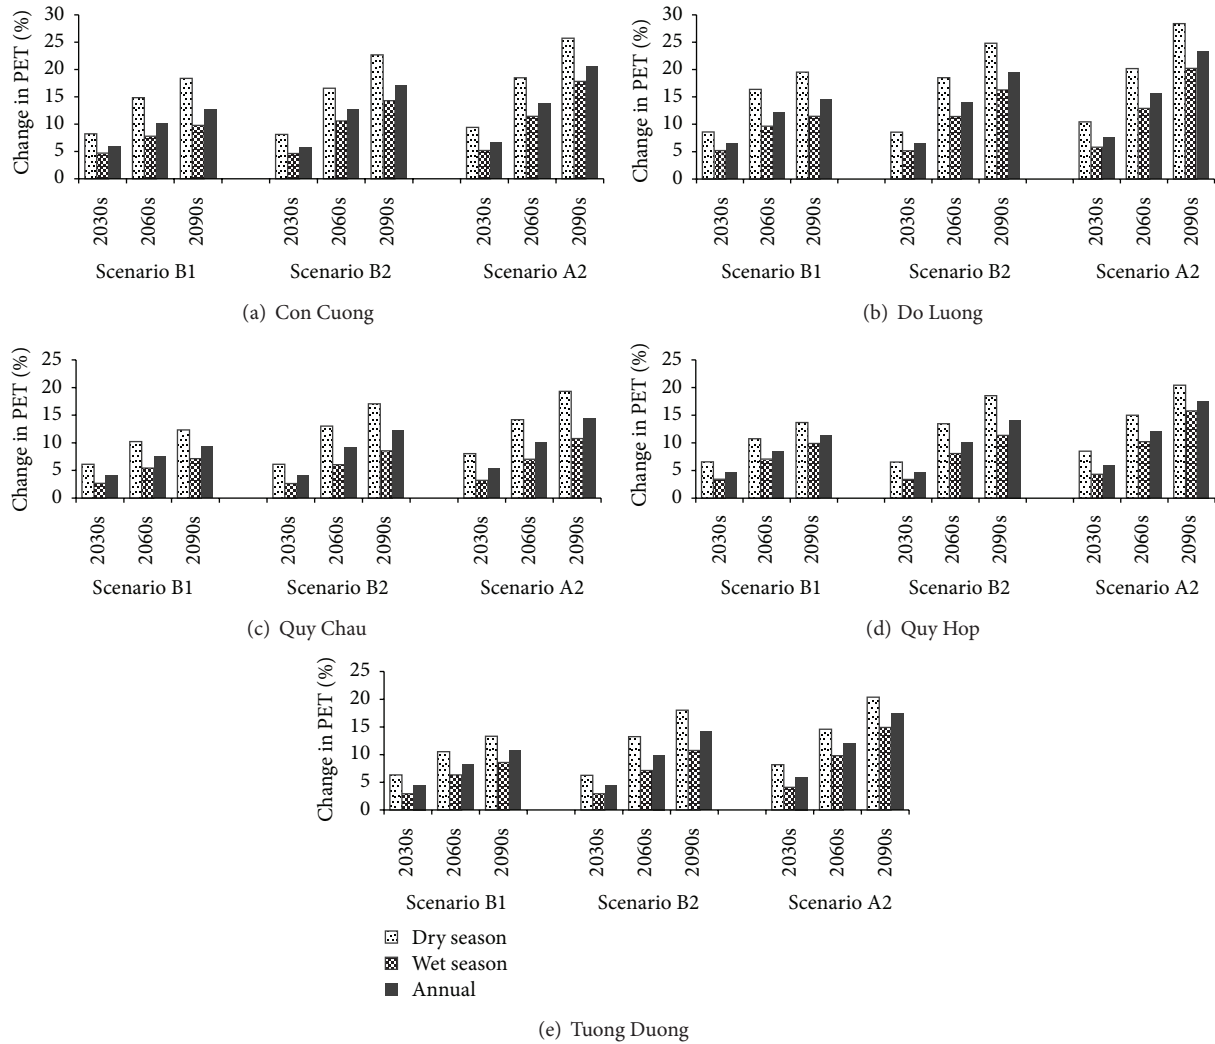 Change in PET (%)
30
25
20
15
10
5
0
2030s 2060s 2090s 2030s 2060s 2090s 2030s 2060s 2090s
Scenario B1 Scenario B2 Scenario A2
(a) Con Cuong
Change in PET (%)
30
25
20
15
10
5
0
2030s 2060s 2090s 2030s 2060s 2090s 2030s 2060s 2090s
Scenario B1 Scenario B2 Scenario A2
(b) Do Luong
Change in PET (%)
25
20
15
10
5
0
2030s 2060s 2090s 2030s 2060s 2090s 2030s 2060s 2090s
Scenario B1 Scenario B2 Scenario A2
(c) Quy Chau
Change in PET (%)
25
20
15
10
5
0
2030s 2060s 2090s 2030s 2060s 2090s 2030s 2060s 2090s
Scenario B1 Scenario B2 Scenario A2
(d) Quy Hop
Change in PET (%)
25
20
15
10
5
0
2030s 2060s 2090s 2030s 2060s 2090s 2030s 2060s 2090s
Scenario B1 Scenario B2 Scenario A2
Dry season
Wet season
Annual
(e) Tuong Duong